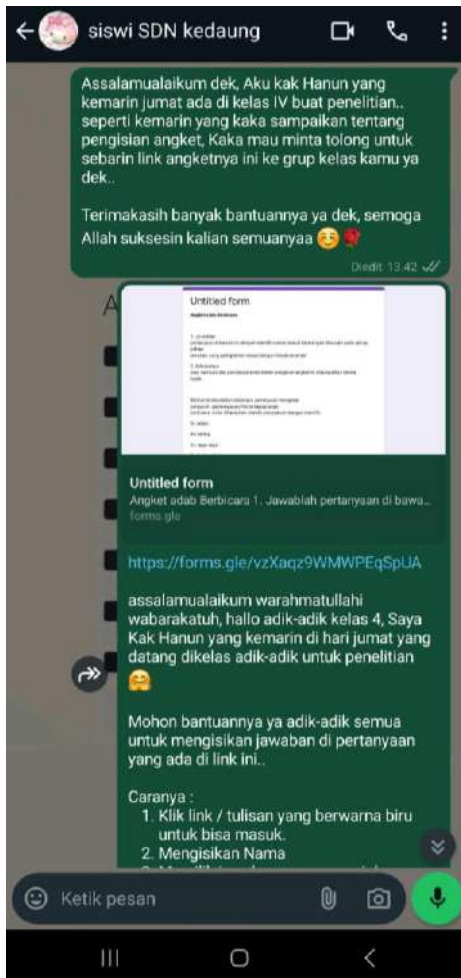 siswi SDN kedaung
Assalamualaikum dek, Aku kak Hanun yang
kemarin jumat ada di kelas IV buat penelitian..
seperti kemarin yang kaka sampaikan tentang
pengisian angket, Kaka mau minta tolong untuk
sebarin link angketnya ini ke grup kelas kamu ya
dek..
Terimakasih banyak bantuannya ya dek, semoga
Allah suksesin kalian semuanyaa
Diedit 13.42
Untitled form
Untitled form
Angket adab Berbicara 1. Jawablah pertanyaan di bawa...
forms.gle
https://forms.gle/vzXaqz9WMWPEqSpUA
assalamualaikum warahmatullahi
wabarakatuh, hallo adik-adik kelas 4, Saya
Kak Hanun yang kemarin di hari jumat yang
datang dikelas adik-adik untuk penelitian
Mohon bantuannya ya adik-adik semua
untuk mengisikan jawaban di pertanyaan
yang ada di link ini..
Caranya :
1. Klik link / tulisan yang berwarna biru
untuk bisa masuk.
2. Mengisikan Nama
Ketik pesan